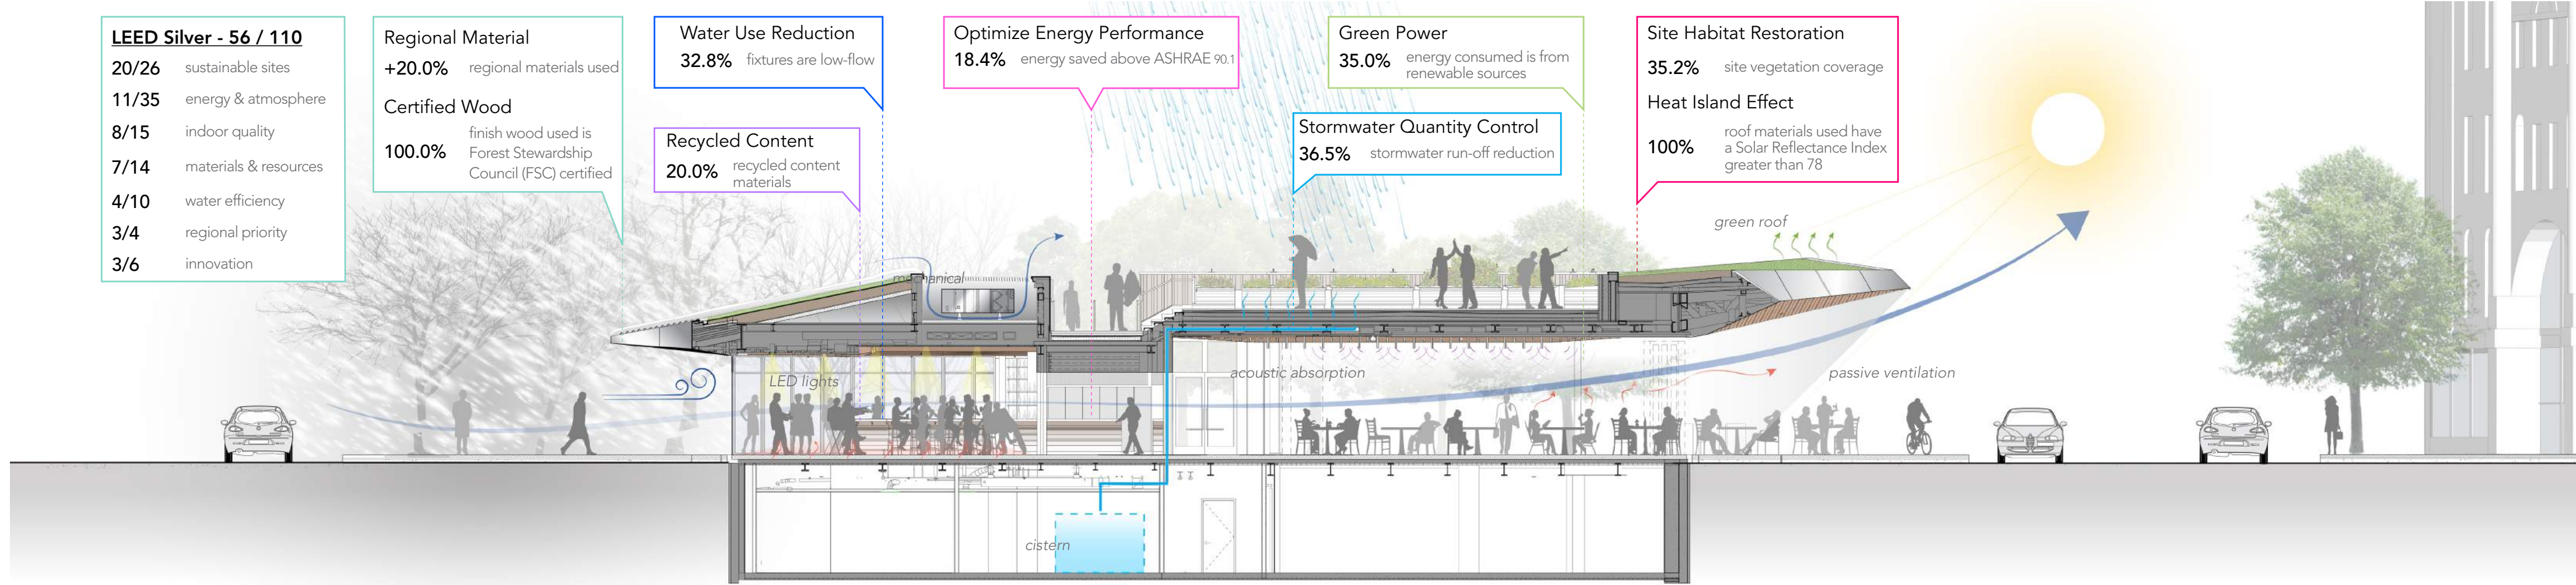 LEED Silver - 56 / 110
20/26 sustainable sites
11/35 energy & atmosphere
8/15 indoor quality
7/14 materials & resources
4/10 water efficiency
3/4 regional priority
3/6 innovation
Regional Material
+20.0% regional materials used
Certified Wood
100.0% finish wood used is
Forest Stewardship
Council (FSC) certified
Water Use Reduction
32.8% fixtures are low-flow
Recycled Content
20.0% recycled content
materials
Optimize Energy Performance
18.4% energy saved above ASHRAE 90.1
Green Power
35.0% energy consumed is from
renewable sources
Stormwater Quantity Control
36.5% stormwater run-off reduction
Site Habitat Restoration
35.2% site vegetation coverage
Heat Island Effect
100% roof materials used have
a Solar Reflectance Index
greater than 78
green roof
mechanical
LED lights
acoustic absorption
passive ventilation
cistern